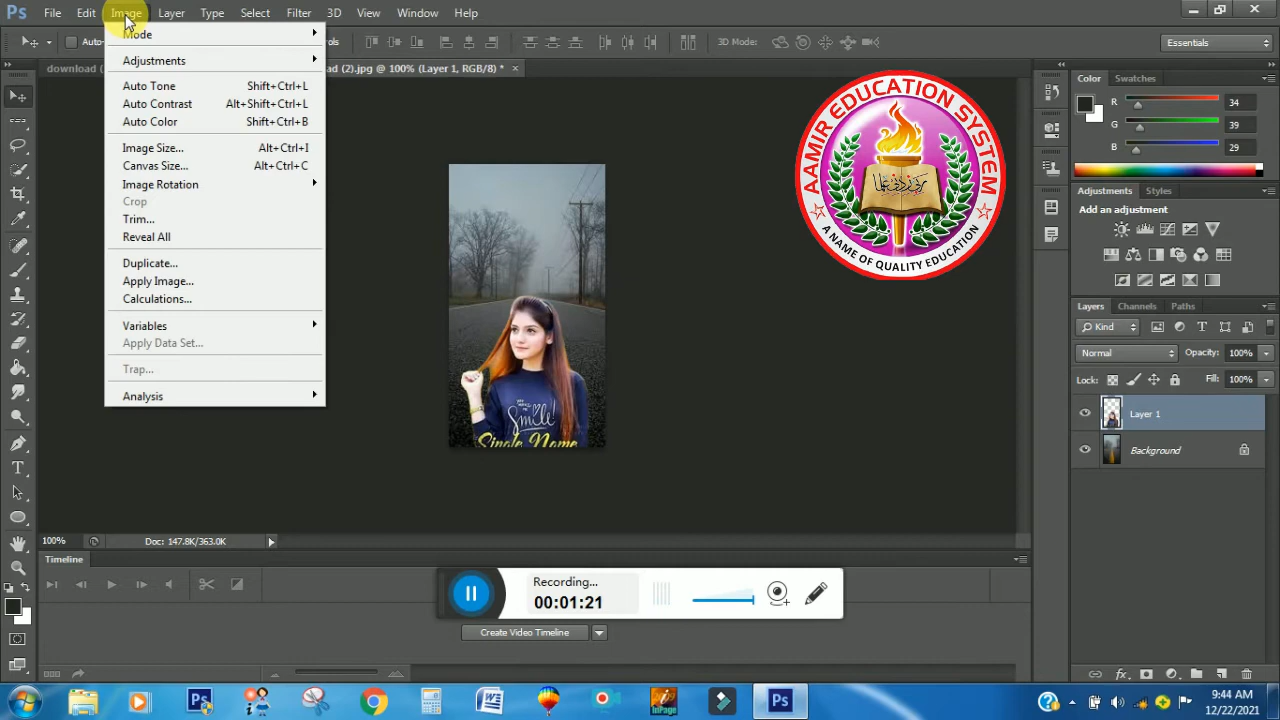 Ps File Edit Image Layer Type Select Filter 3D View Window Help
Auto- 3D Mode: Essentials
download ( ad (2).jpg @ 100% (Layer 1, RGB/8) * ×
Mode
Adjustments
Auto Tone Shift+Ctrl+L
Auto Contrast Alt+Shift+Ctrl+L
Auto Color Shift+Ctrl+B
Image Size... Alt+Ctrl+I
Canvas Size... Alt+Ctrl+C
Image Rotation
Crop
Trim...
Reveal All
Duplicate...
Apply Image...
Calculations...
Variables
Apply Data Set...
Trap...
Analysis
AAMIR EDUCATION SYSTEM
A NAME OF QUALITY EDUCATION
Smile!
Single Name
Color Swatches
R 34
G 39
B 29
Adjustments Styles
Add an adjustment
Layers Channels Paths
Kind
Normal Opacity: 100%
Lock: Fill: 100%
Layer 1
Background
100% Doc: 147.8K/363.0K
Timeline
Recording...
00:01:21
Create Video Timeline
9:44 AM
12/22/2021